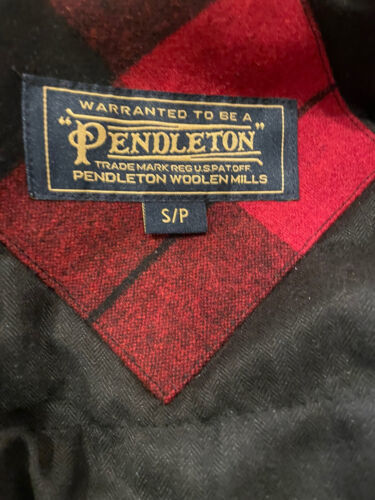 WARRANTED TO BE A
"PENDLETON"
TRADE MARK REG U.S. PAT. OFF.
PENDLETON WOOLEN MILLS
S/P